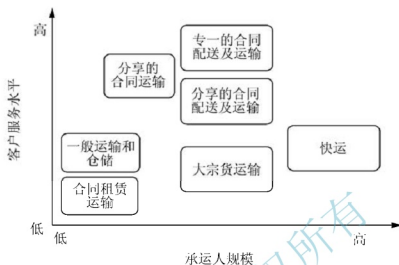 高
专一的合同
配送及运输
分享的
合同运输
分享的合同
配送及运输
客户服务水平
一般运输和
仓储
快运
大宗货运输
合同租赁
运输
低
低
高
承运人规模
所有